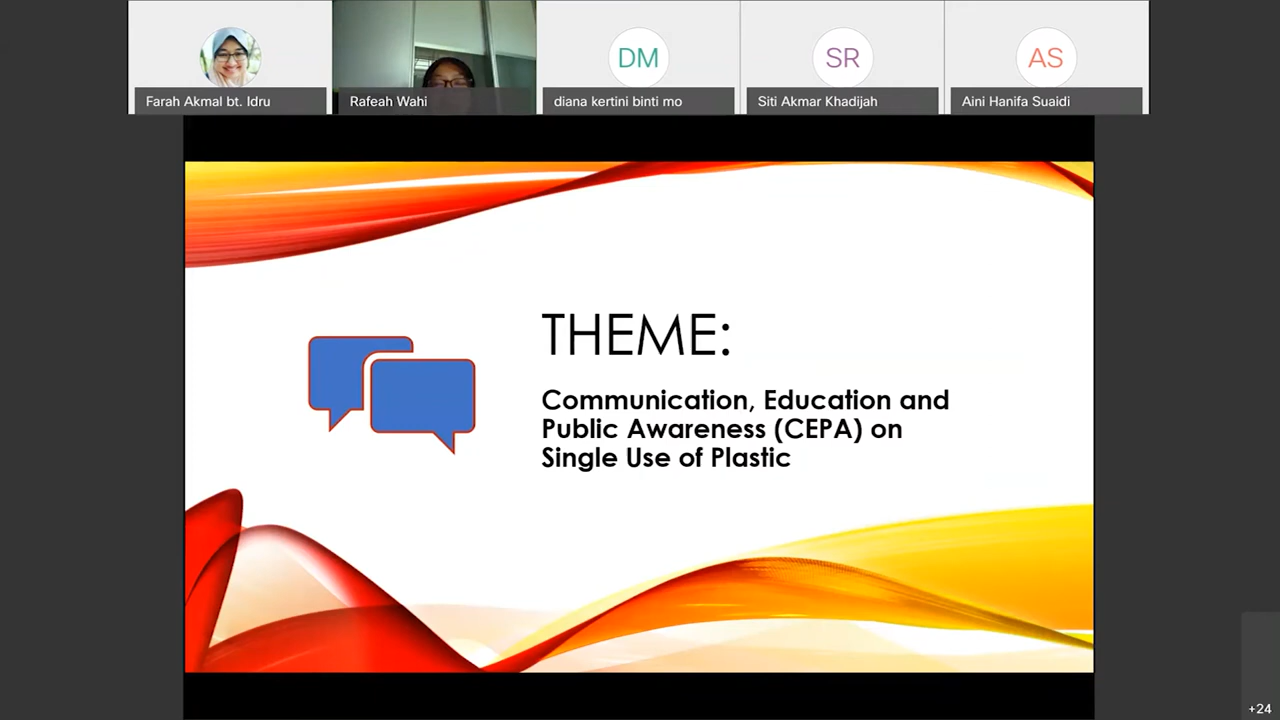 DM
SR
AS
Farah Akmal bt. Idru
Rafeah Wahi
diana kertini binti mo
Siti Akmar Khadijah
Aini Hanifa Suaidi
THEME:
Communication, Education and
Public Awareness (CEPA) on
Single Use of Plastic
+24